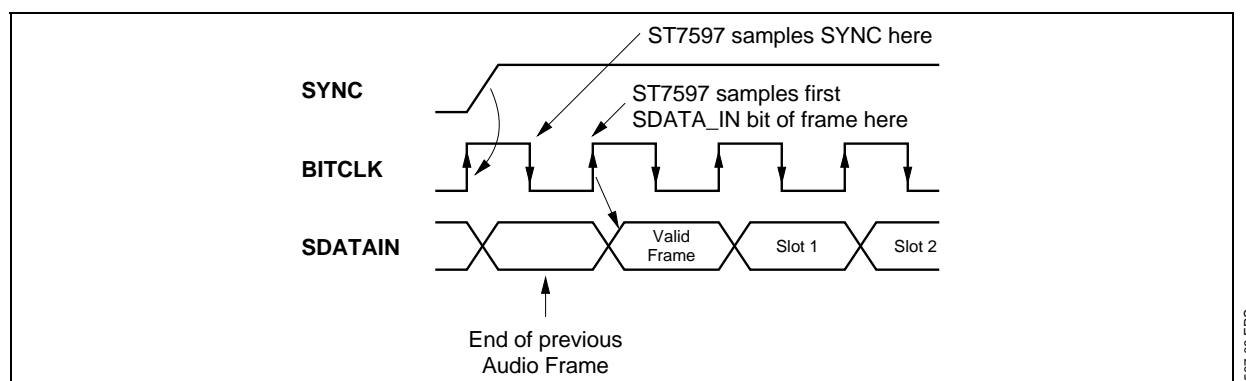 ST7597 samples SYNC here
SYNC
ST7597 samples first
SDATA_IN bit of frame here
BITCLK
SDATAIN
Valid
Frame
Slot 1
Slot 2
End of previous
Audio Frame